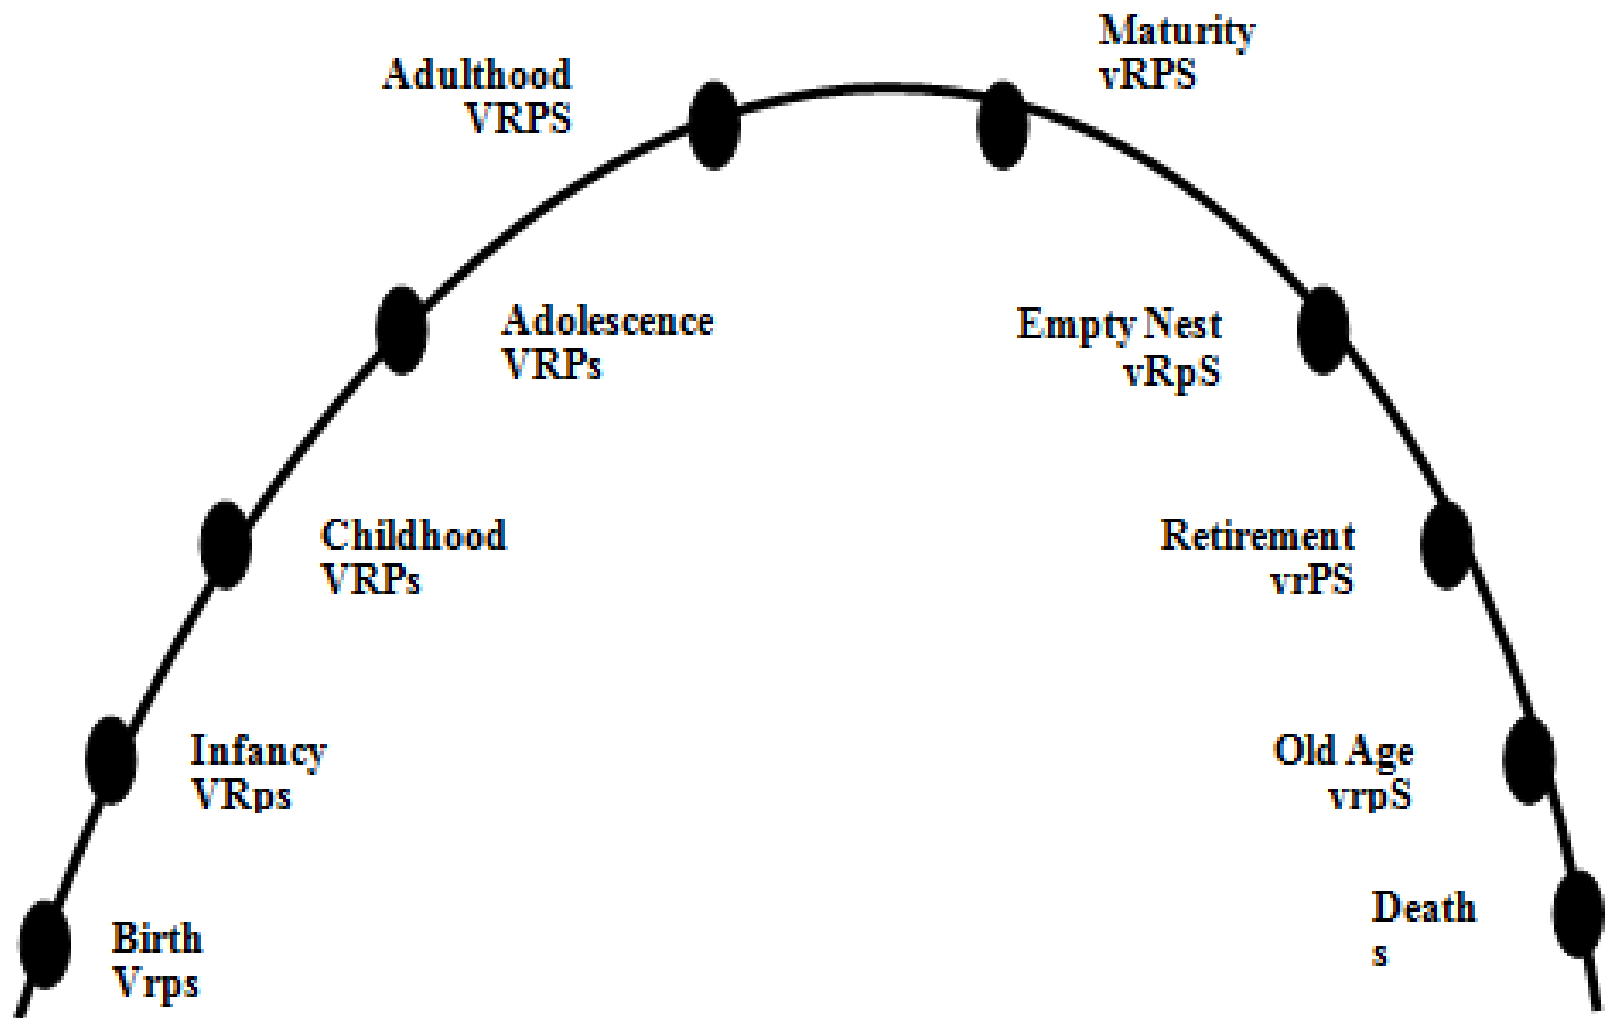 Maturity
vRPS
Adulthood
VRPS
Adolescence
VRPs
Empty Nest
vRpS
Childhood
VRPs
Retirement
vrPS
Infancy
VRps
Old Age
vrpS
Birth
Vrps
Death
s